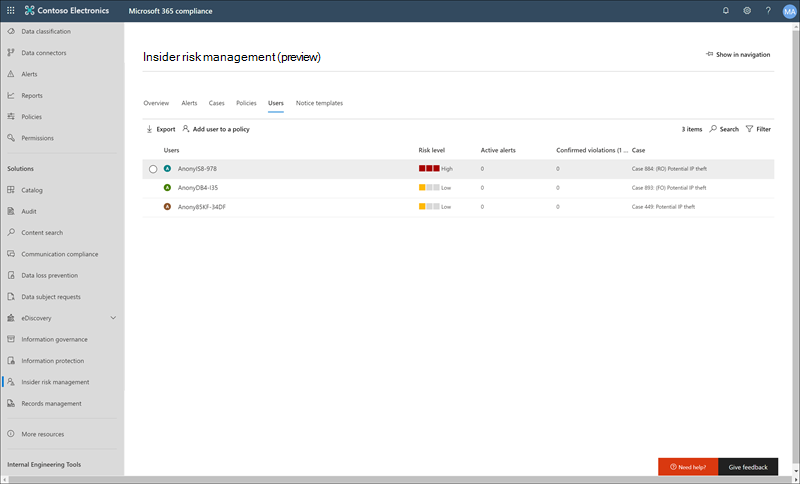 Contoso Electronics Microsoft 365 compliance ? MA
Data classification
Data connectors
Alerts
Reports
Policies
Permissions
Solutions
Catalog
Audit
Content search
Communication compliance
Data loss prevention
Data subject requests
eDiscovery
Information governance
Information protection
Insider risk management
Records management
More resources
Internal Engineering Tools
Insider risk management (preview)
Show in navigation
Overview Alerts Cases Policies Users Notice templates
Export Add user to a policy 3 items Search Filter
Users Risk level Active alerts Confirmed violations (1 ... Case
A AnonyIS8-978 High 0 0 Case 884: (RO) Potential IP theft
A AnonyD84-i35 Low 0 0 Case 893: (FO) Potential IP theft
A Anony85KF-34DF Low 0 0 Case 449: Potential IP theft
Need help? Give feedback